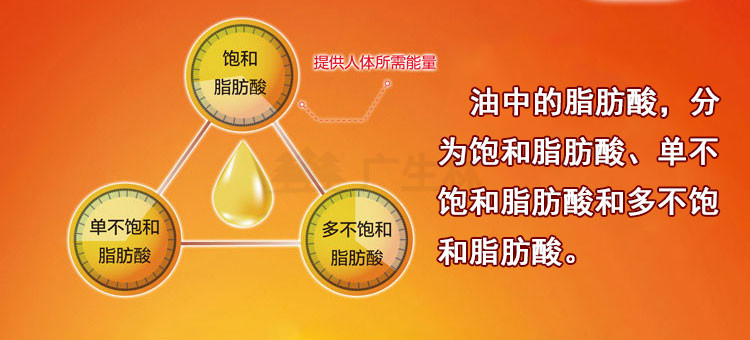 饱和
脂肪酸
提供人体所需能量
单不饱和
脂肪酸
多不饱和
脂肪酸
油中的脂肪酸，分
为饱和脂肪酸、单不
饱和脂肪酸和多不饱
和脂肪酸。